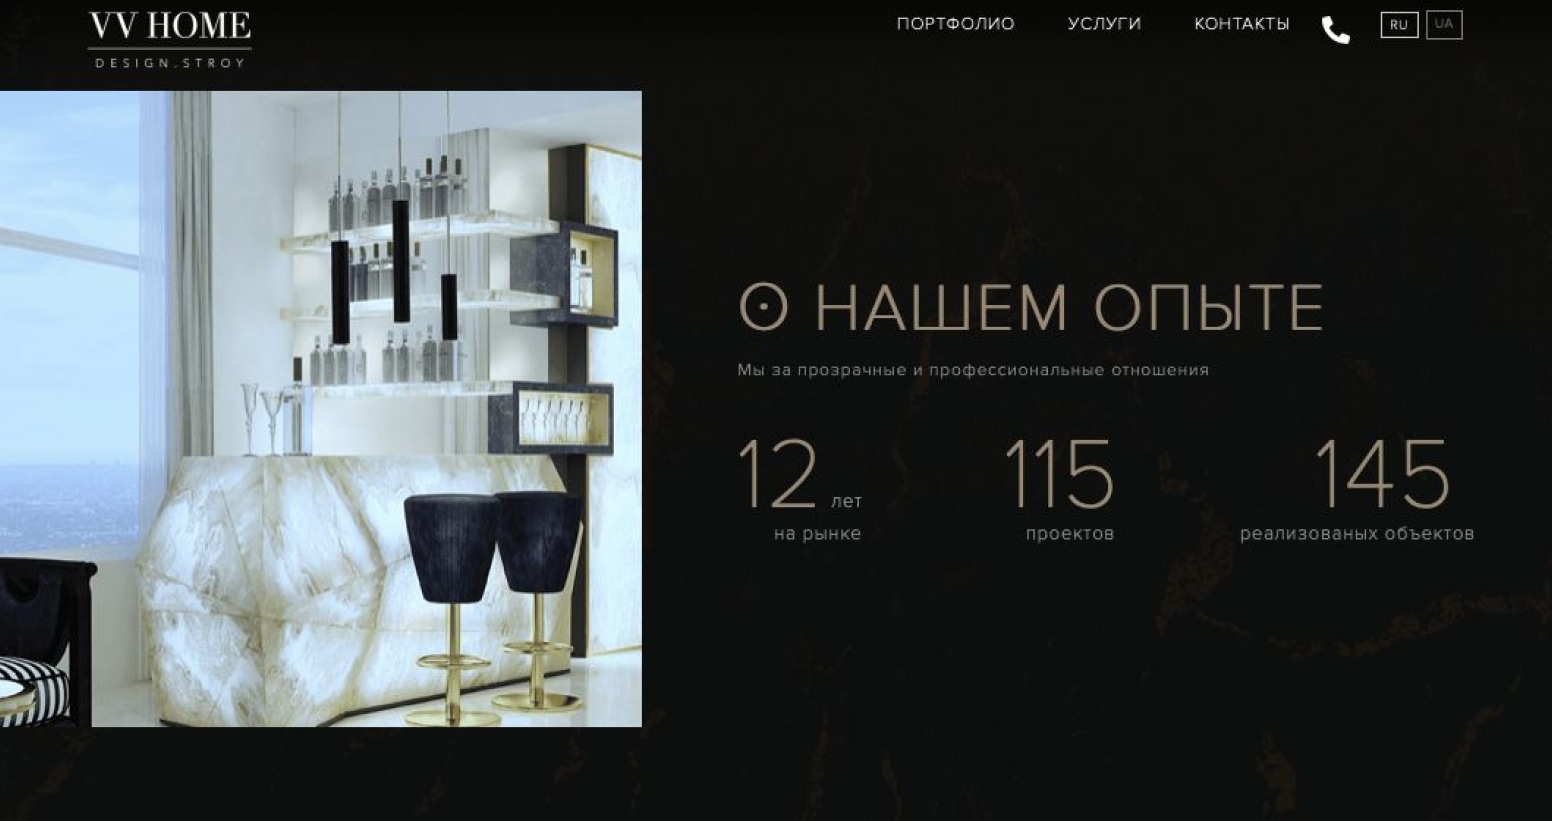 VV HOME
DESIGN.STROY
ПОРТФОЛИО
УСЛУГИ
КОНТАКТЫ
RU
UA
О НАШЕМ ОПЫТЕ
Мы за прозрачные и профессиональные отношения
12 лет
на рынке
115
проектов
145
реализованых объектов